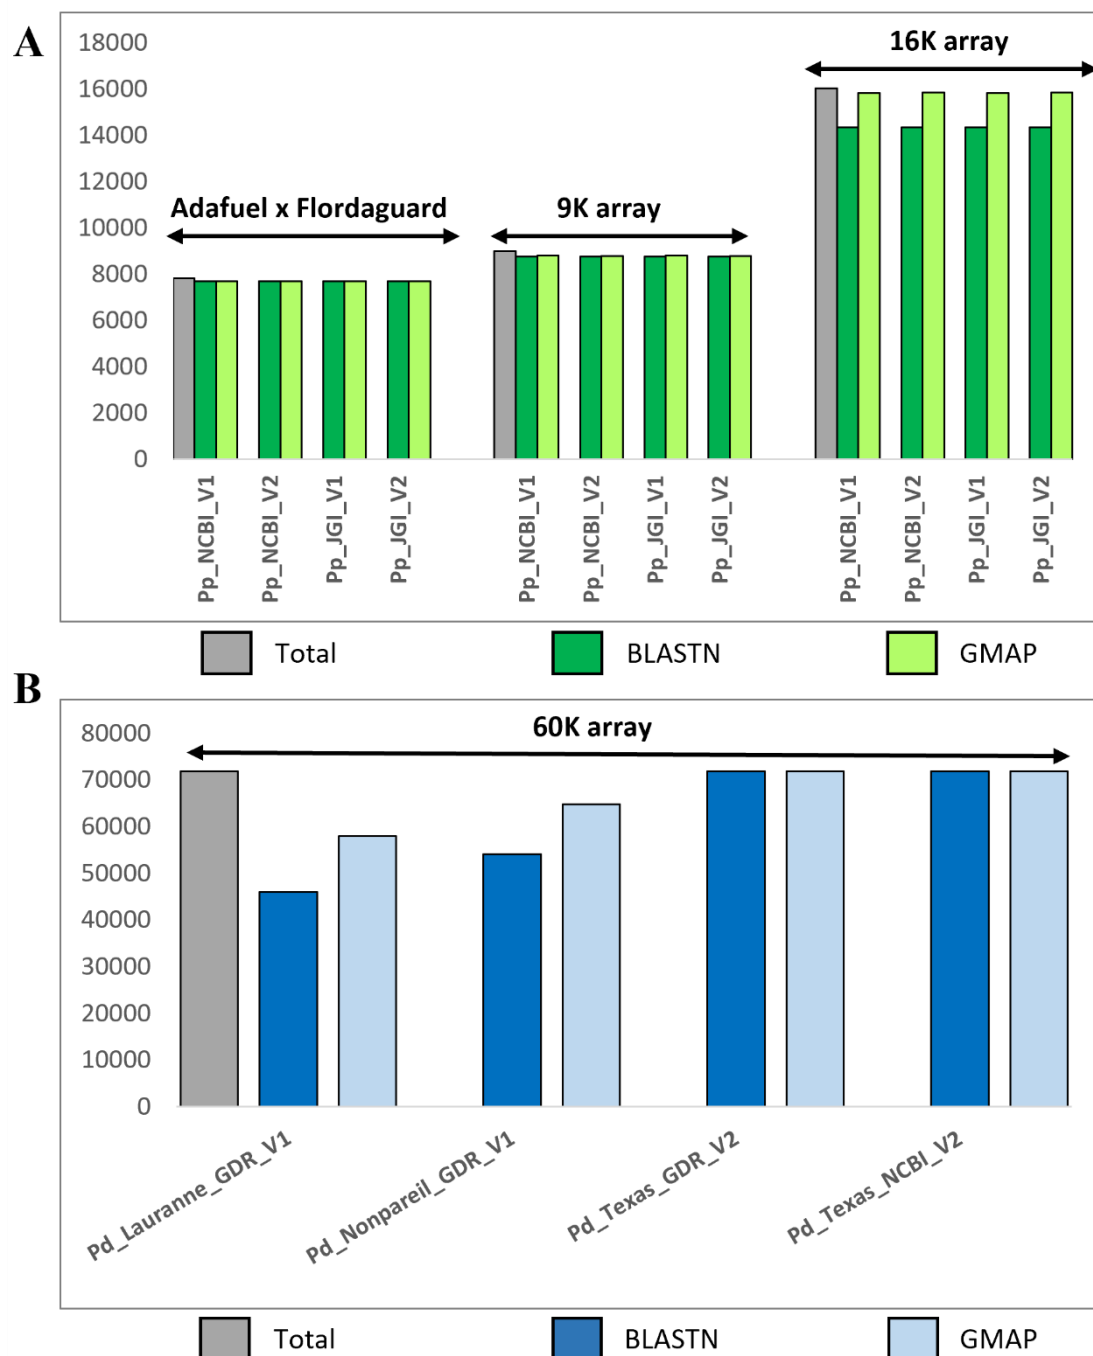 A
18000
16000
14000
12000
10000
8000
6000
4000
2000
0
Adafuel x Flordaguard
9K array
16K array
Pp_NCBI_V1
Pp_NCBI_V2
Pp_JGI_V1
Pp_JGI_V2
Pp_NCBI_V1
Pp_NCBI_V2
Pp_JGI_V1
Pp_JGI_V2
Pp_NCBI_V1
Pp_NCBI_V2
Pp_JGI_V1
Pp_JGI_V2
Total BLASTN GMAP
B
80000
70000
60000
50000
40000
30000
20000
10000
0
60K array
Pd_Lauranne_GDR_V1
Pd_Nonpareil_GDR_V1
Pd_Texas_GDR_V2
Pd_Texas_NCBI_V2
Total BLASTN GMAP